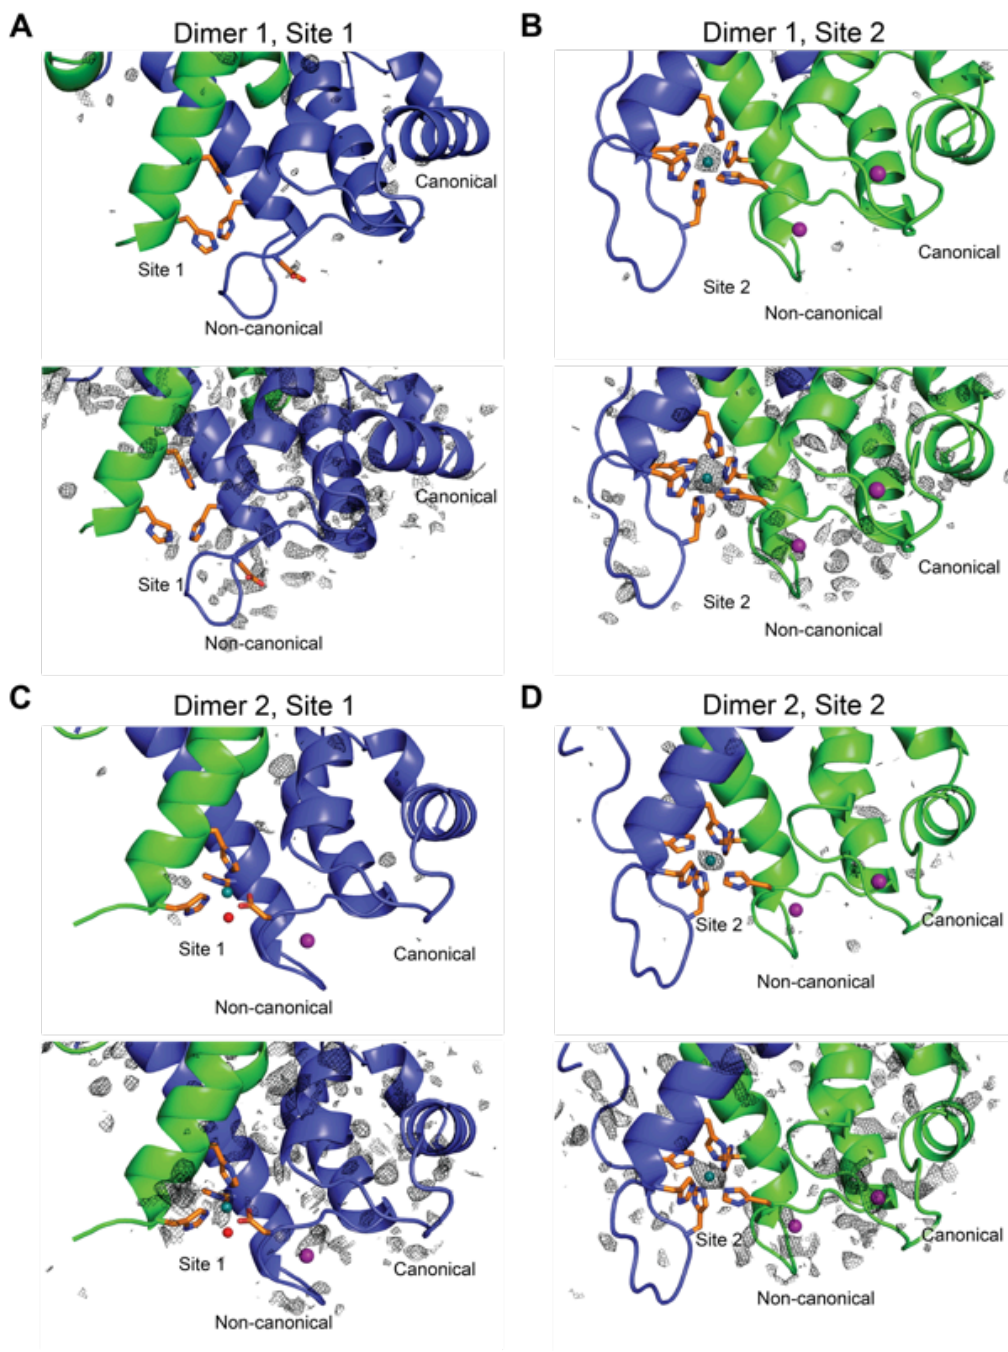 A
Dimer 1, Site 1
Canonical
Site 1
Non-canonical
Canonical
Site 1
Non-canonical
B
Dimer 1, Site 2
Canonical
Site 2
Non-canonical
Canonical
Site 2
Non-canonical
C
Dimer 2, Site 1
Site 1
Canonical
Non-canonical
Site 1
Canonical
Non-canonical
D
Dimer 2, Site 2
Site 2
Canonical
Non-canonical
Site 2
Canonical
Non-canonical